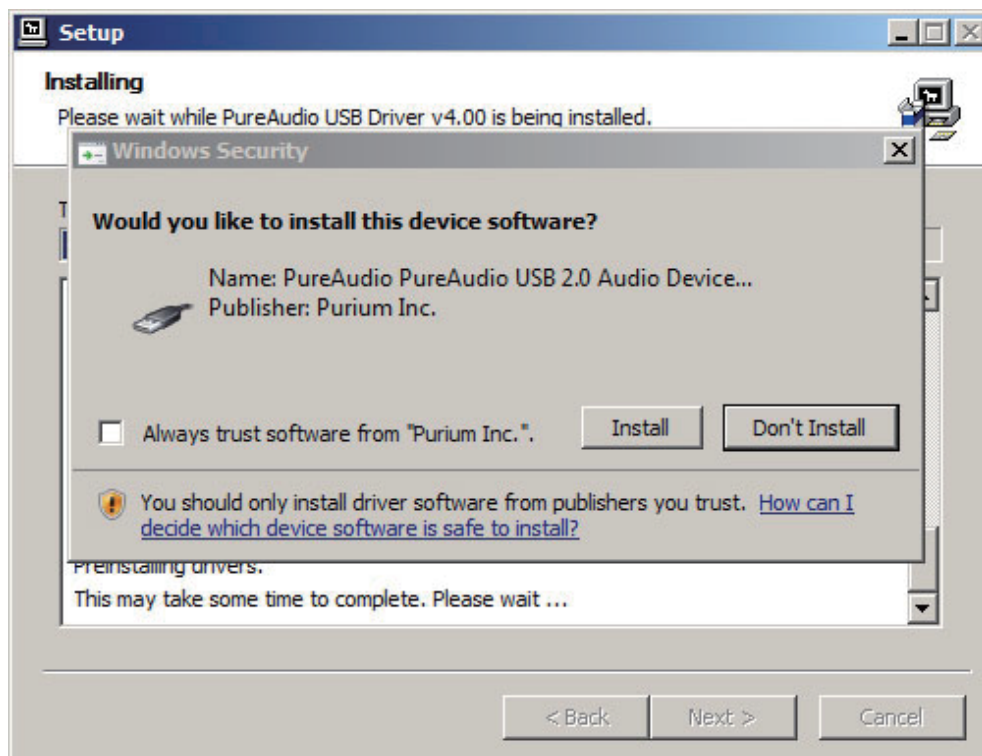 Setup
Installing
Please wait while PureAudio USB Driver v4.00 is being installed.
Windows Security
Would you like to install this device software?
Name: PureAudio PureAudio USB 2.0 Audio Device...
Publisher: Purium Inc.
Always trust software from "Purium Inc.".
Install
Don't Install
You should only install driver software from publishers you trust. How can I
decide which device software is safe to install?
Preinstalling drivers.
This may take some time to complete. Please wait ...
< Back
Next >
Cancel